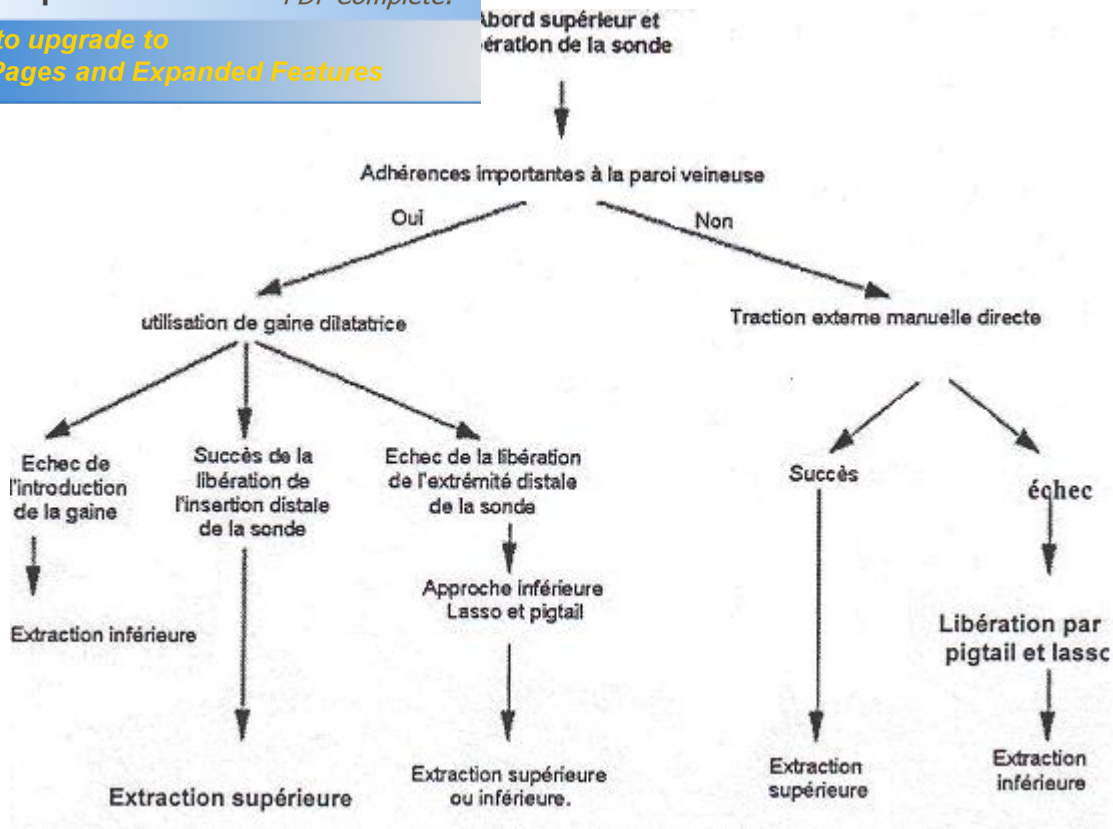 PDF Complete.
to upgrade to
Pages and Expanded Features
Abord supérieur et
ération de la sonde
Adhérences importantes à la paroi veineuse
Oui
Non
utilisation de gaine dilatatrice
Traction externe manuelle directe
Echec de
l'introduction
de la gaine
Succès de la
libération de
l'insertion distale
de la sonde
Echec de la libération
de l'extrémité distale
de la sonde
Succès
échec
Approche inférieure
Lasso et pigtail
Extraction inférieure
Libération par
pigtail et lasso
Extraction supérieure
Extraction supérieure
ou inférieure.
Extraction
supérieure
Extraction
inférieure